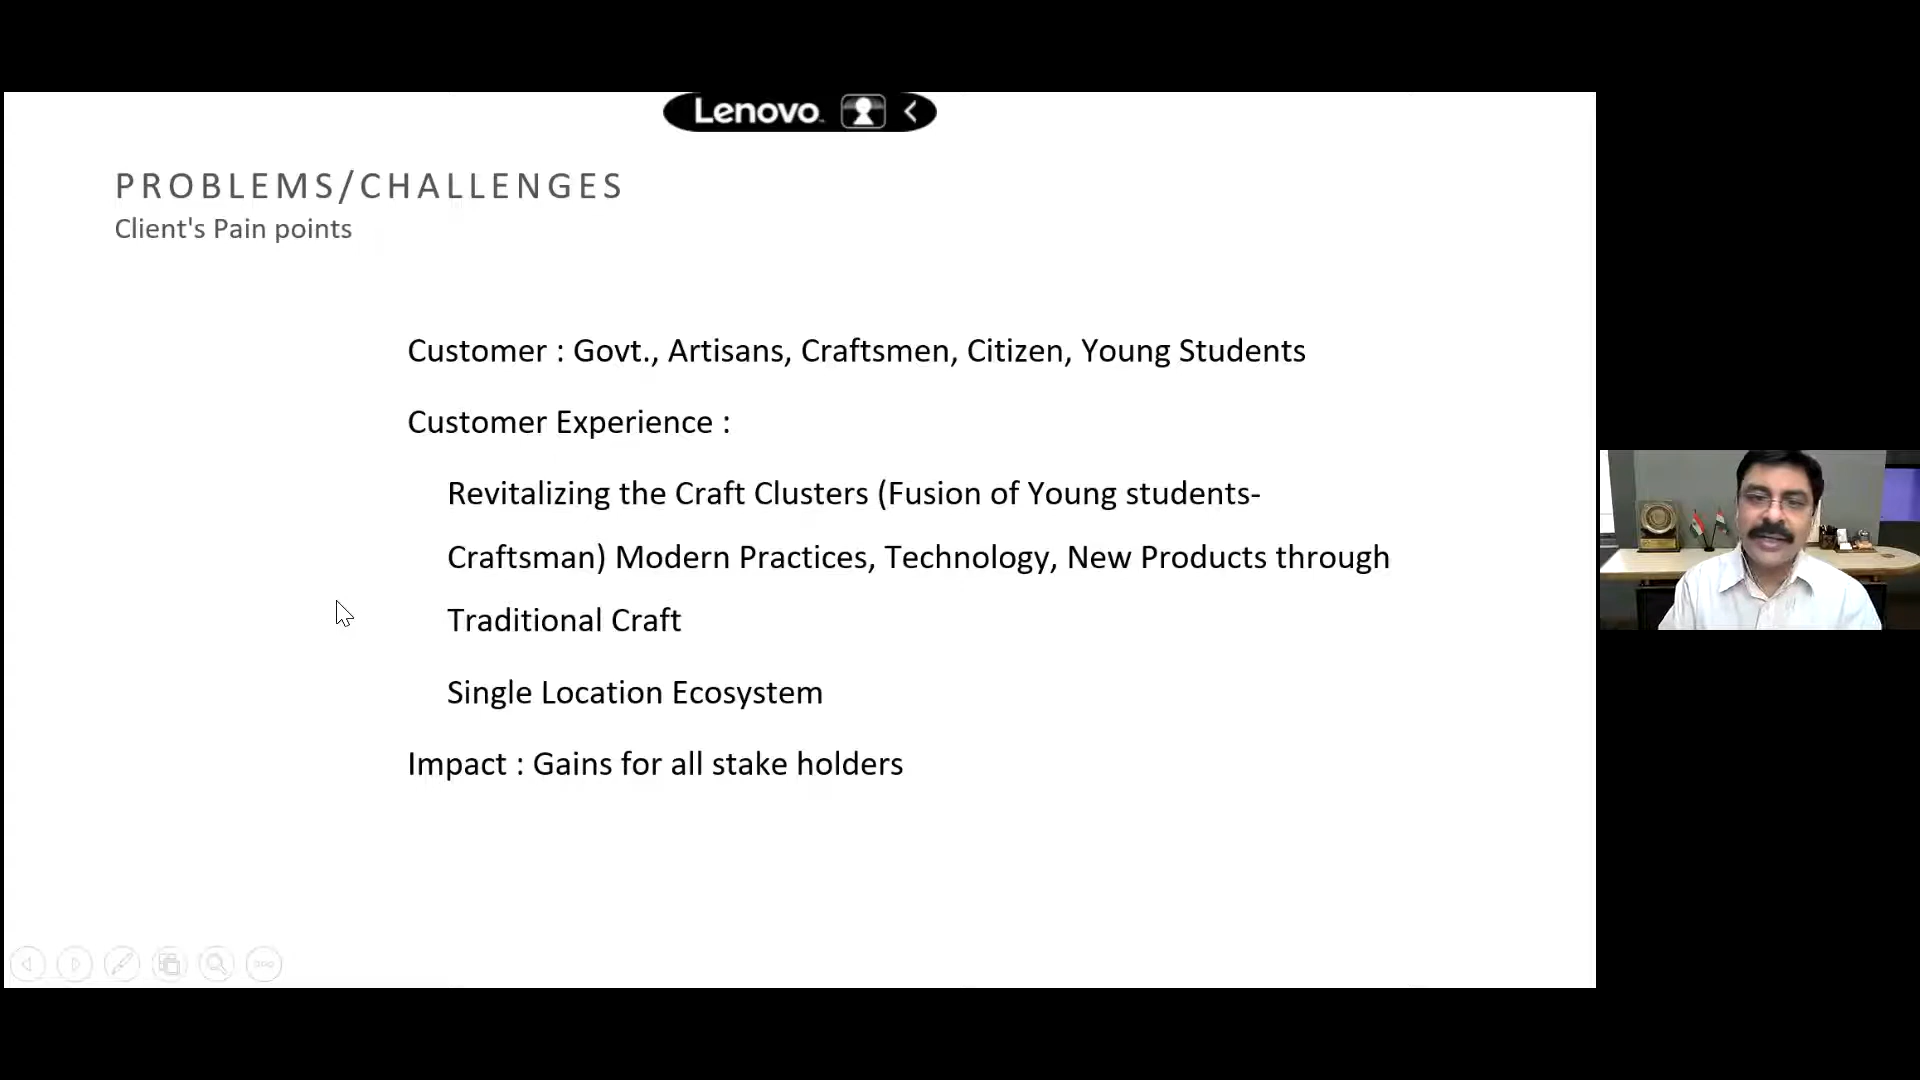 Lenovo
PROBLEMS/CHALLENGES
Client's Pain points
Customer : Govt., Artisans, Craftsmen, Citizen, Young Students
Customer Experience :
Revitalizing the Craft Clusters (Fusion of Young students-
Craftsman) Modern Practices, Technology, New Products through
Traditional Craft
Single Location Ecosystem
Impact : Gains for all stake holders